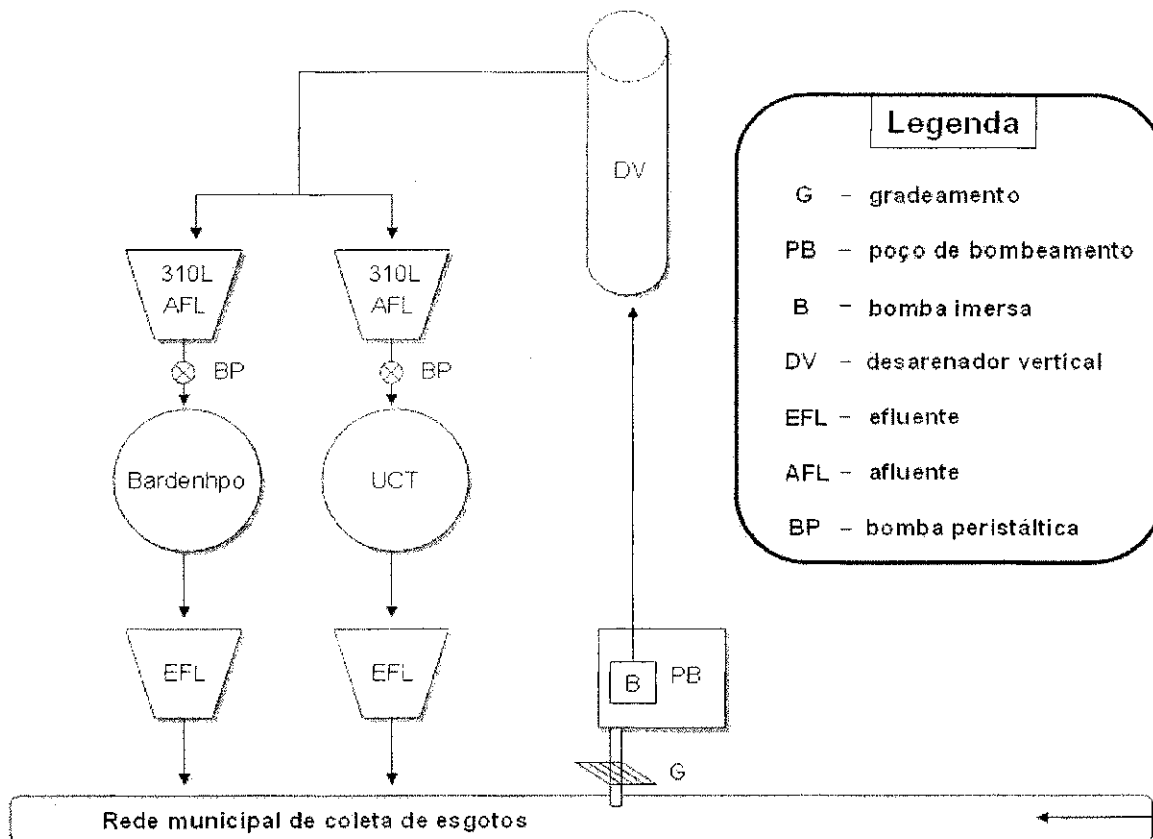 DV
310L
AFL
310L
AFL
BP
BP
Bardenhpo
UCT
EFL
EFL
B
PB
G
Rede municipal de coleta de esgotos
Legenda
G – gradeamento
PB – poço de bombeamento
B – bomba imersa
DV – desarenador vertical
EFL – efluente
AFL – afluente
BP – bomba peristáltica